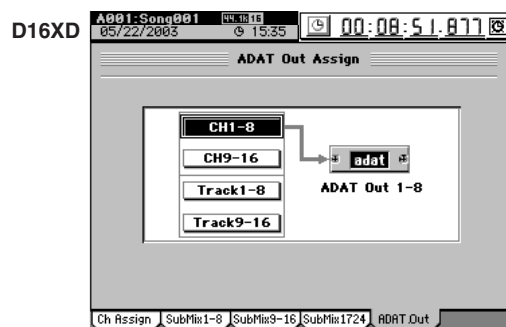 D16XD
A001:Song001 44.1k 16
05/22/2003 15:35 00:08:51.877
ADAT Out Assign
CH1-8
CH9-16
adat
Track1-8
ADAT Out 1-8
Track9-16
Ch Assign SubMix1-8 SubMix9-16 SubMix1724 ADAT.Out